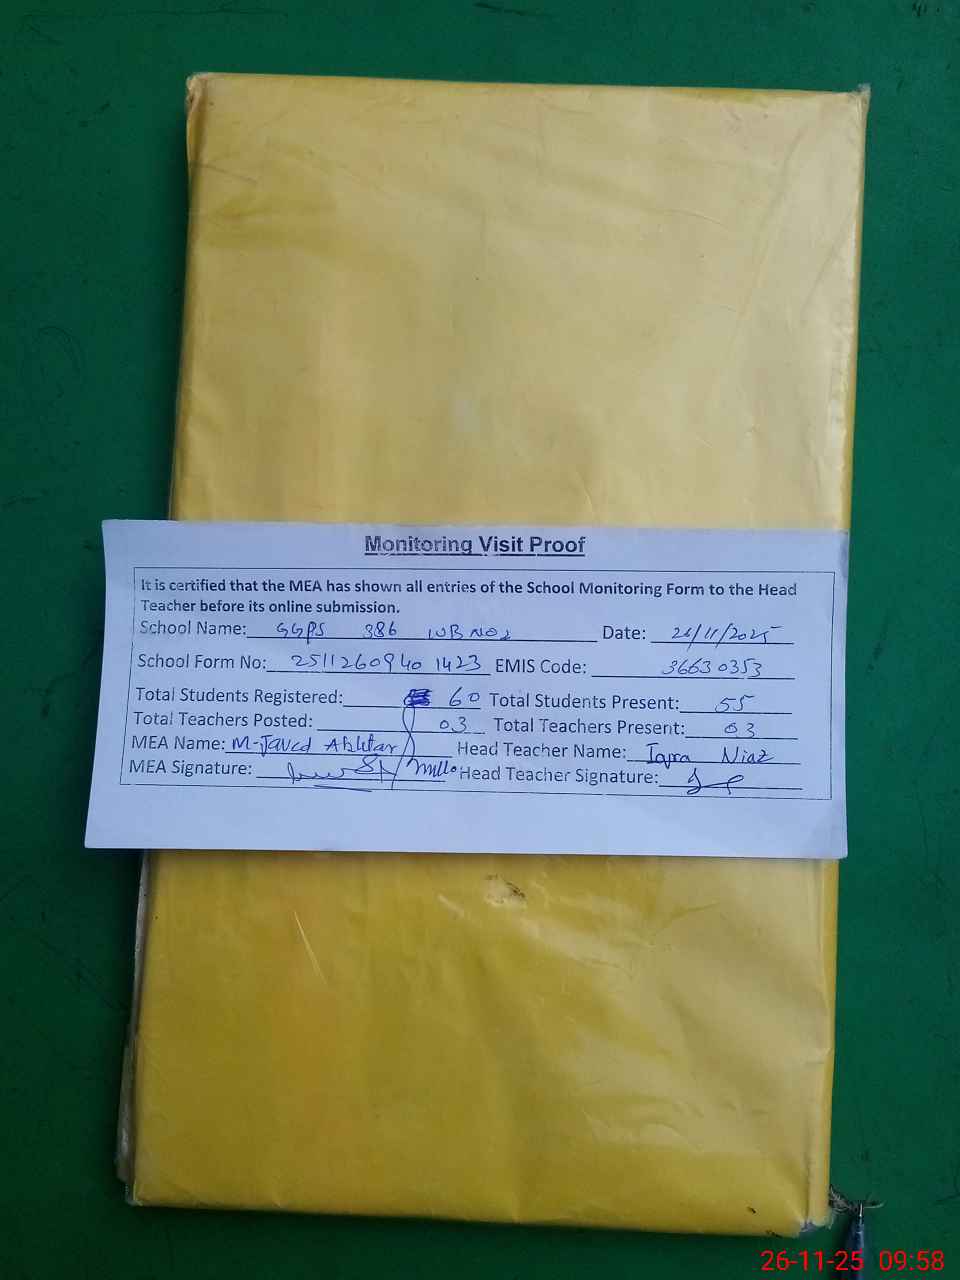 Monitoring Visit Proof
It is certified that the MEA has shown all entries of the School Monitoring Form to the Head
Teacher before its online submission.
School Name: GGPS 386 WB NO2 Date: 26/11/2025
School Form No: 2511260940 1423 EMIS Code: 36630353
Total Students Registered: 60 Total Students Present: 55
Total Teachers Posted: 03 Total Teachers Present: 03
MEA Name: M-Javed Akhtar Head Teacher Name: Iqra Niaz
MEA Signature: Head Teacher Signature:
26-11-25 09:58